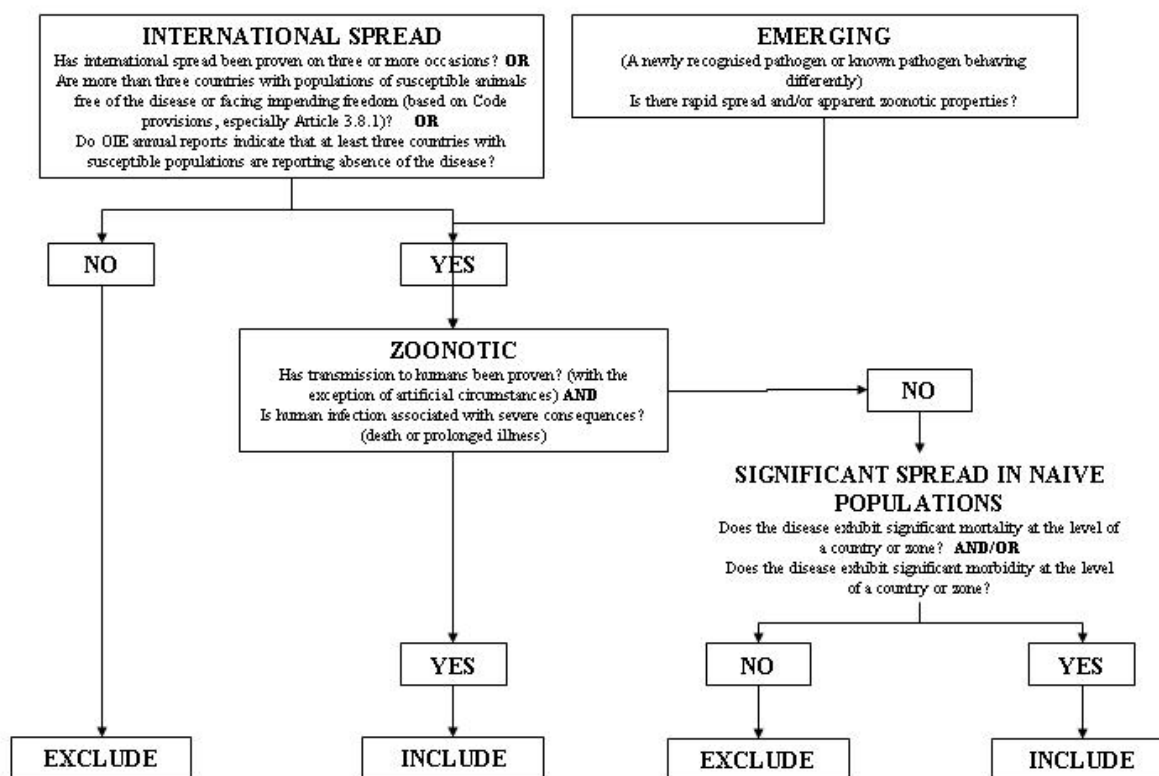 INTERNATIONAL SPREAD
Has international spread been proven on three or more occasions? OR
Are more than three countries with populations of susceptible animals
free of the disease or facing impending freedom (based on Code
provisions, especially Article 3.8.1)? OR
Do OIE annual reports indicate that at least three countries with
susceptible populations are reporting absence of the disease?
EMERGING
(A newly recognised pathogen or known pathogen behaving
differently)
Is there rapid spread and/or apparent zoonotic properties?
NO
YES
ZOONOTIC
Has transmission to humans been proven? (with the
exception of artificial circumstances) AND
Is human infection associated with severe consequences?
(death or prolonged illness)
NO
SIGNIFICANT SPREAD IN NAIVE
POPULATIONS
Does the disease exhibit significant mortality at the level of
a country or zone? AND/OR
Does the disease exhibit significant morbidity at the level
of a country or zone?
YES
NO
YES
EXCLUDE
INCLUDE
EXCLUDE
INCLUDE